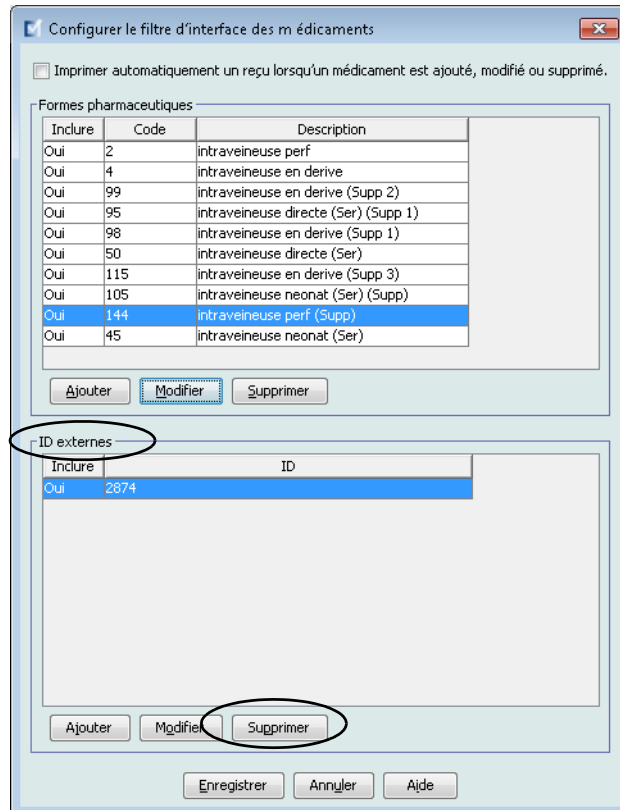 Configurer le filtre d'interface des m édicaments
Imprimer automatiquement un reçu lorsqu'un médicament est ajouté, modifié ou supprimé.
Formes pharmaceutiques
Inclure Code Description
Oui 2 intraveineuse perf
Oui 4 intraveineuse en derive
Oui 99 intraveineuse en derive (Supp 2)
Oui 95 intraveineuse directe (Ser) (Supp 1)
Oui 98 intraveineuse en derive (Supp 1)
Oui 50 intraveineuse directe (Ser)
Oui 115 intraveineuse en derive (Supp 3)
Oui 105 intraveineuse neonat (Ser) (Supp)
Oui 144 intraveineuse perf (Supp)
Oui 45 intraveineuse neonat (Ser)
Ajouter Modifier Supprimer
ID externes
Inclure ID
Oui 2874
Ajouter Modifier Supprimer
Enregistrer Annuler Aide